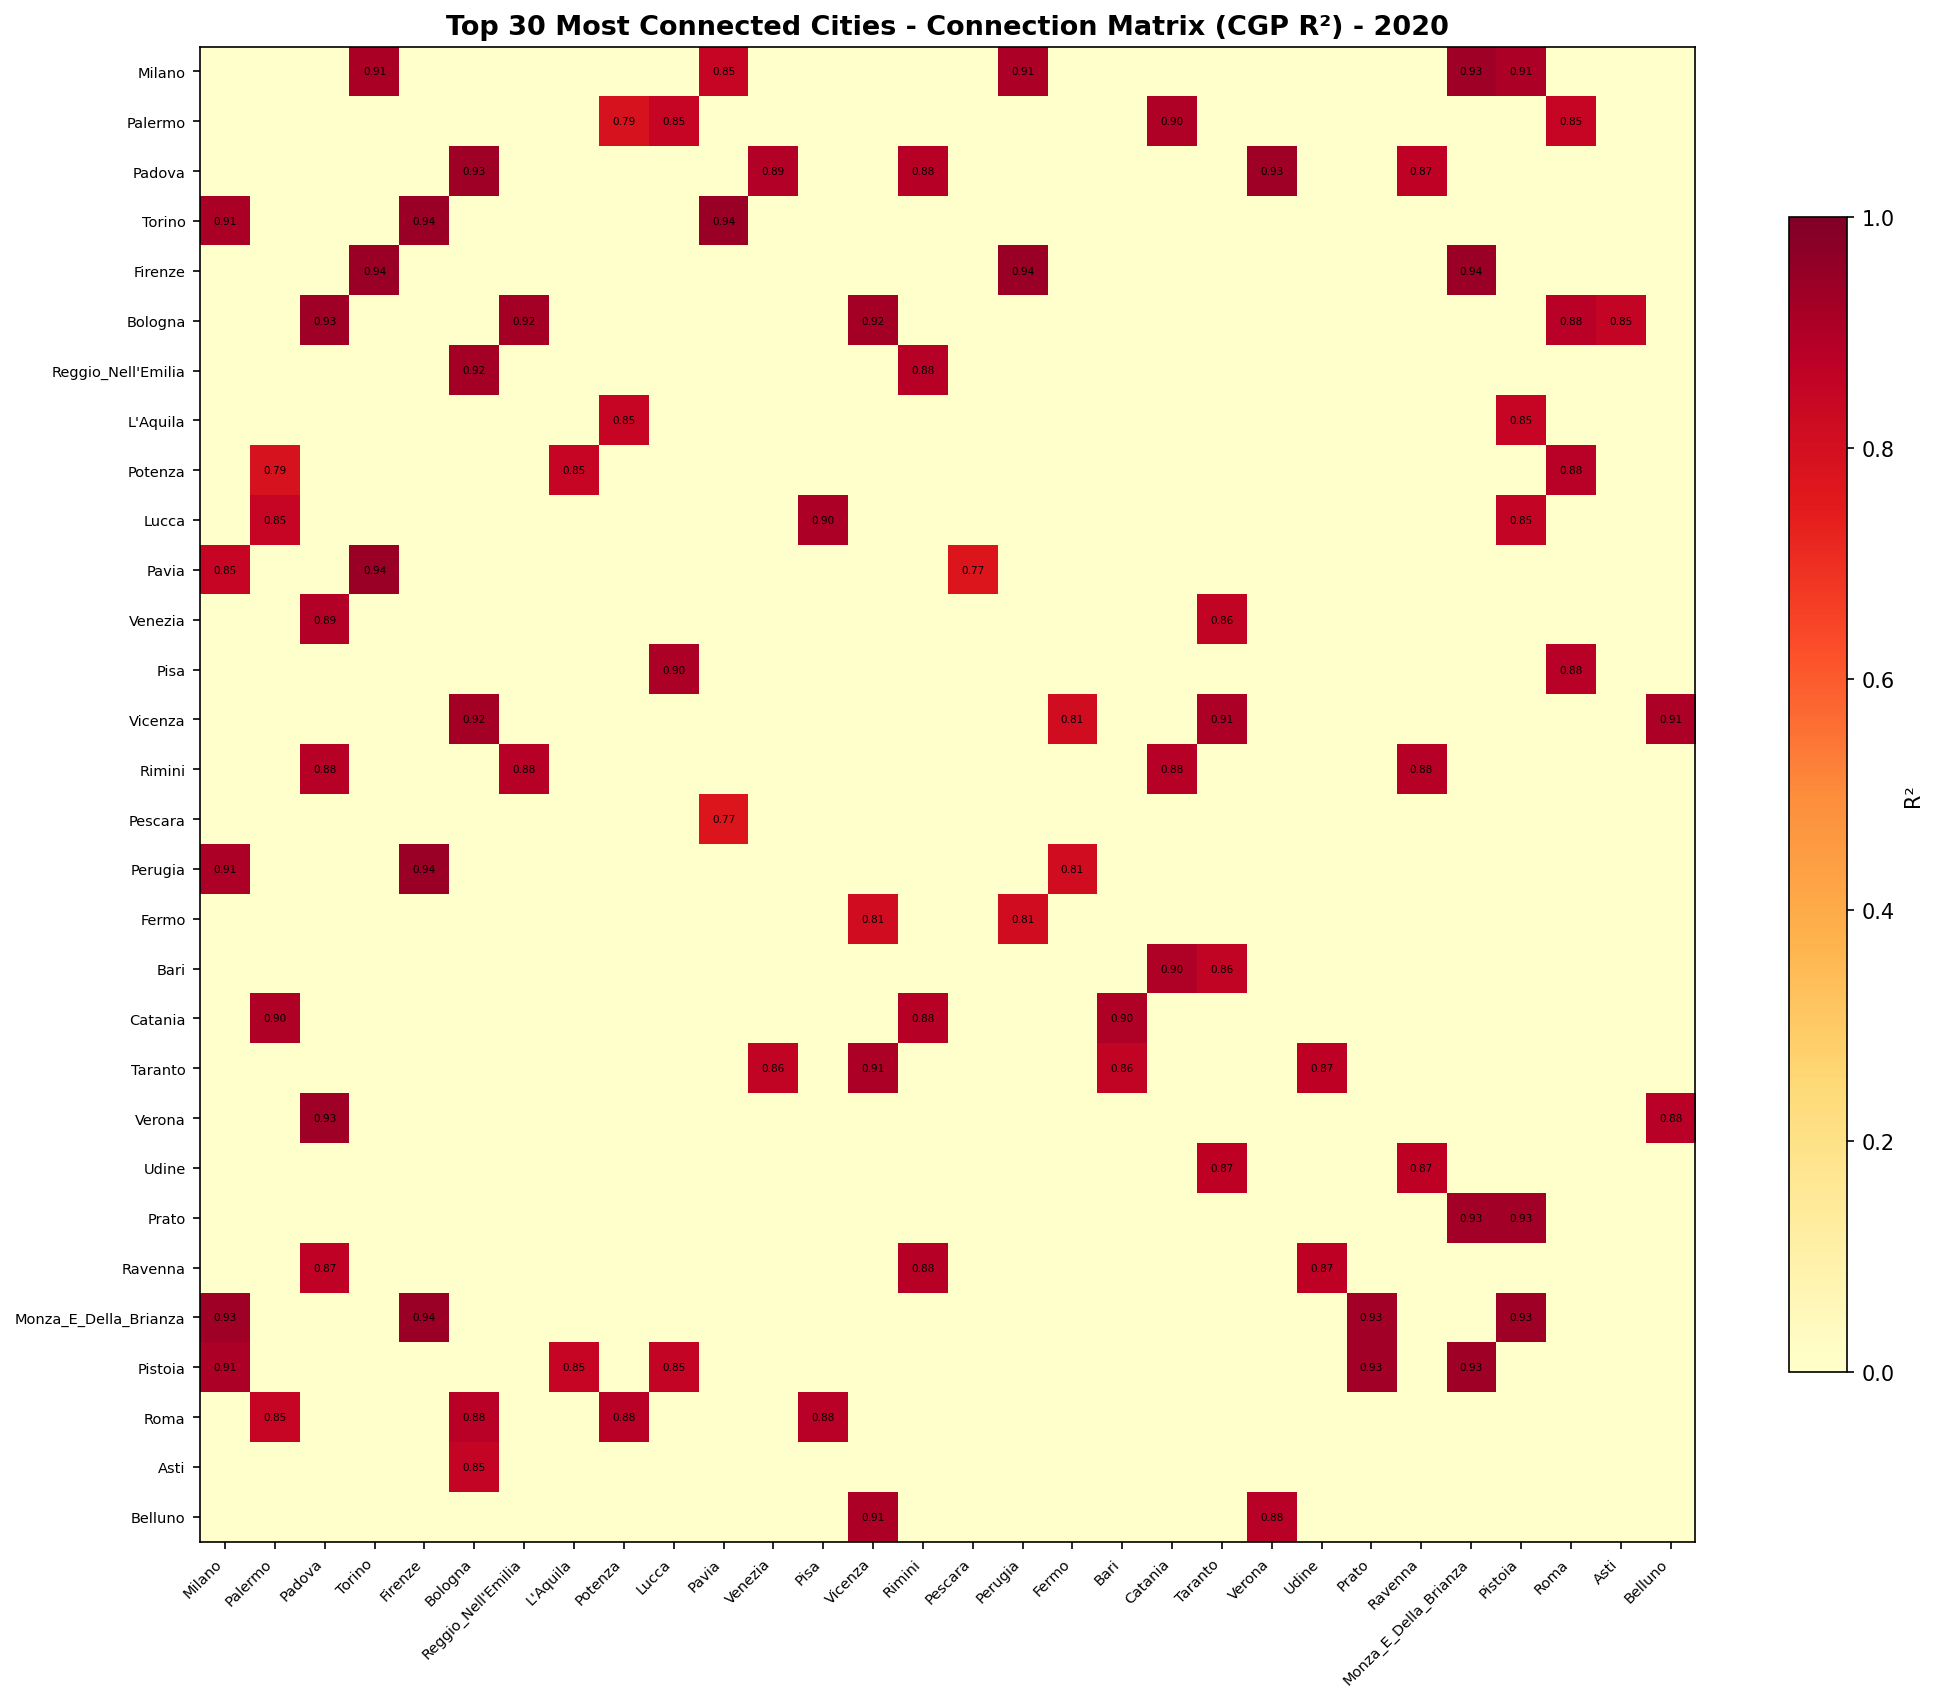 Top 30 Most Connected Cities - Connection Matrix (CGP R²) - 2020
Milano 0.91 0.85 0.91 0.93 0.91
Palermo 0.79 0.85 0.90 0.85
Padova 0.93 0.89 0.88 0.93 0.87
Torino 0.91 0.94 0.94
Firenze 0.94 0.94 0.94
Bologna 0.93 0.92 0.92 0.88 0.85
Reggio_Nell'Emilia 0.92 0.88
L'Aquila 0.85 0.85
Potenza 0.79 0.85 0.88
Lucca 0.85 0.90 0.85
Pavia 0.85 0.94 0.77
Venezia 0.89 0.86
Pisa 0.90 0.88
Vicenza 0.92 0.81 0.91 0.91
Rimini 0.88 0.88 0.88 0.88
Pescara 0.77
Perugia 0.91 0.94 0.81
Fermo 0.81 0.81
Bari 0.90 0.86
Catania 0.90 0.88 0.90
Taranto 0.86 0.91 0.86 0.87
Verona 0.93 0.88
Udine 0.87 0.87
Prato 0.93 0.93
Ravenna 0.87 0.88 0.87
Monza_E_Della_Brianza 0.93 0.94 0.93 0.93
Pistoia 0.91 0.85 0.85 0.93 0.93
Roma 0.85 0.88 0.88 0.88
Asti 0.85
Belluno 0.91 0.88
Milano
Palermo
Padova
Torino
Firenze
Bologna
Reggio_Nell'Emilia
L'Aquila
Potenza
Lucca
Pavia
Venezia
Pisa
Vicenza
Rimini
Pescara
Perugia
Fermo
Bari
Catania
Taranto
Verona
Udine
Prato
Ravenna
Monza_E_Della_Brianza
Pistoia
Roma
Asti
Belluno
1.0
0.8
0.6
0.4
0.2
0.0
R²